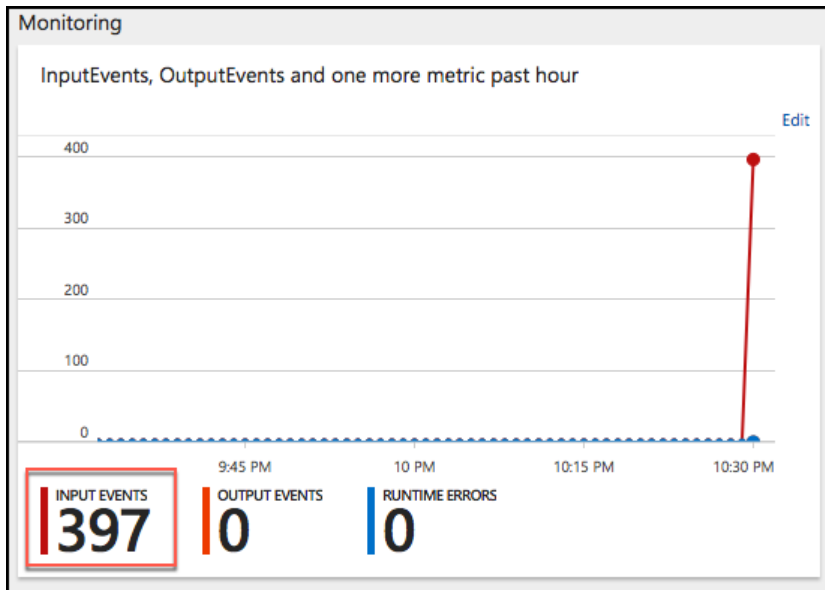 Monitoring
InputEvents, OutputEvents and one more metric past hour
Edit
400
300
200
100
0
9:45 PM 10 PM 10:15 PM 10:30 PM
INPUT EVENTS OUTPUT EVENTS RUNTIME ERRORS
397 0 0